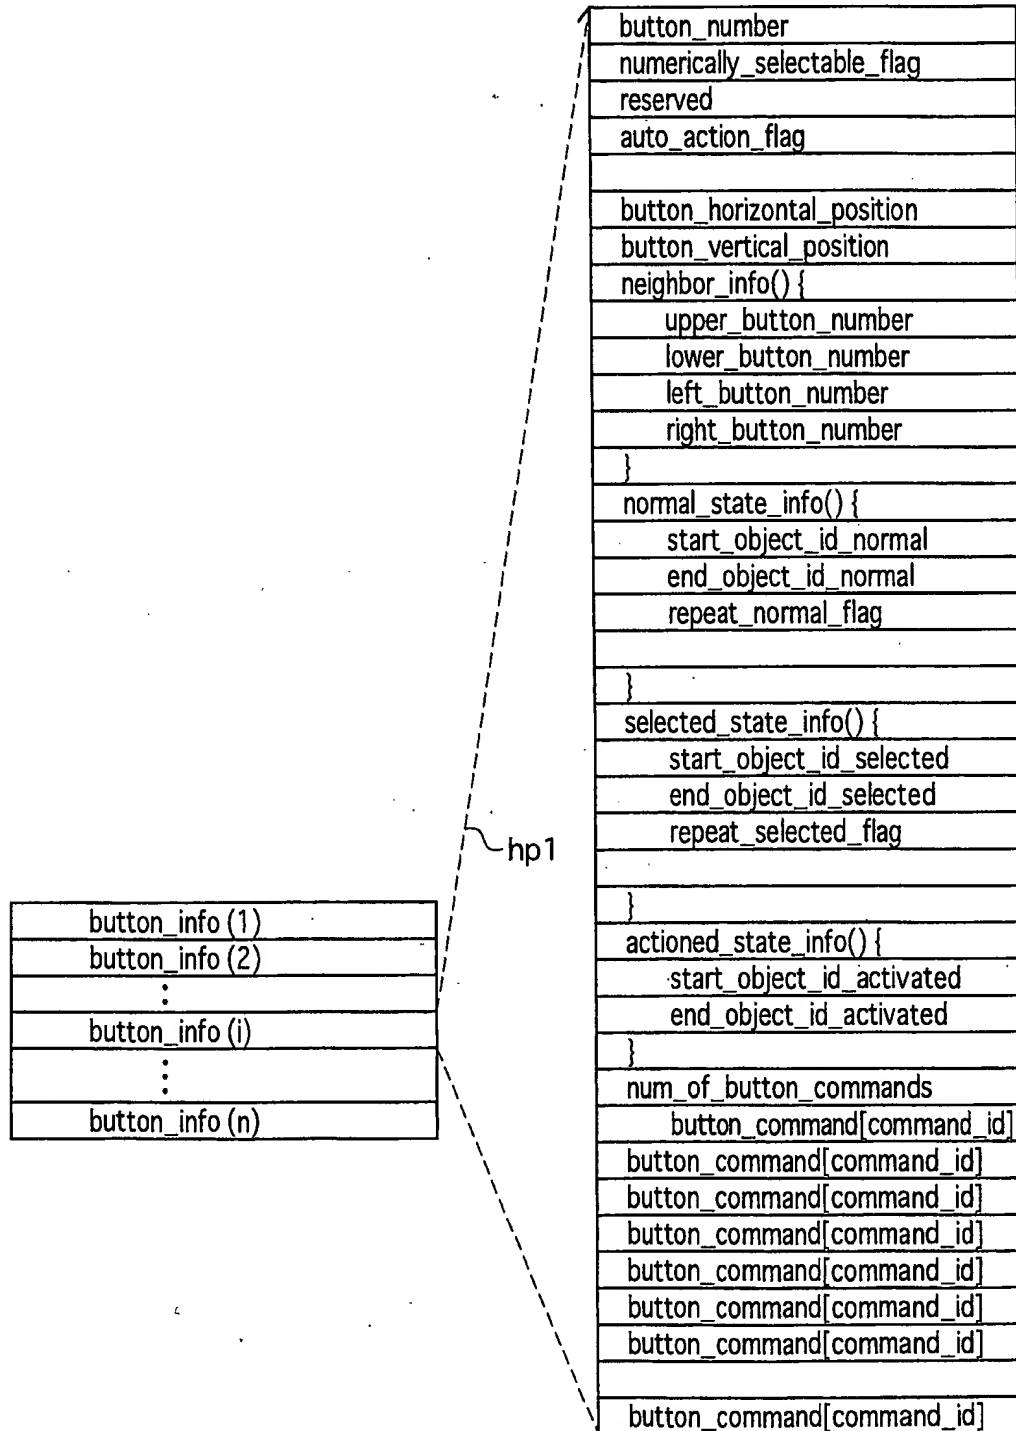 button_number
numerically_selectable_flag
reserved
auto_action_flag
button_horizontal_position
button_vertical_position
neighbor_info() {
upper_button_number
lower_button_number
left_button_number
right_button_number
}
normal_state_info() {
start_object_id_normal
end_object_id_normal
repeat_normal_flag
}
selected_state_info() {
start_object_id_selected
end_object_id_selected
repeat_selected_flag
}
actioned_state_info() {
start_object_id_activated
end_object_id_activated
}
num_of_button_commands
button_command[command_id]
button_command[command_id]
button_command[command_id]
button_command[command_id]
button_command[command_id]
button_command[command_id]
button_command[command_id]
button_command[command_id]
hp1
button_info (1)
button_info (2)
⋮
button_info (i)
⋮
button_info (n)